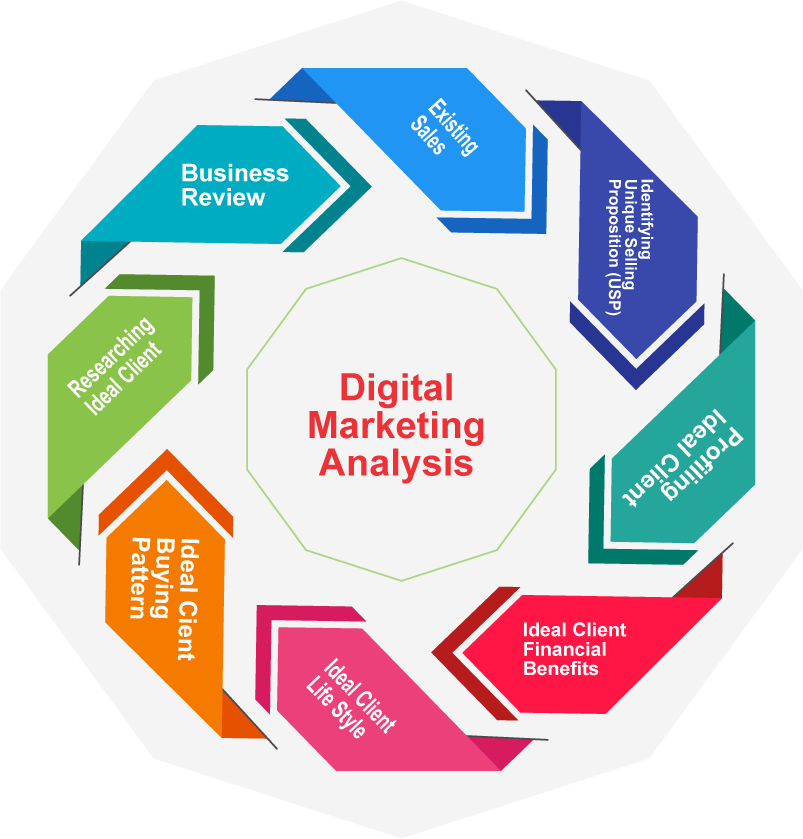 Existing
Sales
Business
Review
Identifying
Unique Selling
Proposition (USP)
Researching
Ideal Client
Digital
Marketing
Analysis
Profiling
Ideal Client
Ideal Cient
Buying
Pattern
Ideal Client
Financial
Benefits
Ideal Client
Life Style